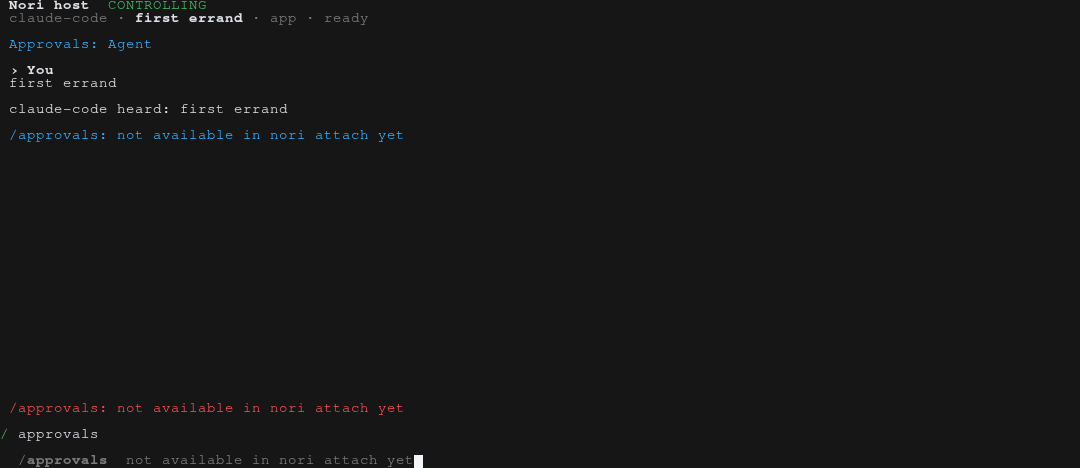 Nori host  CONTROLLING
claude-code · first errand · app · ready
Approvals: Agent
› You
first errand
claude-code heard: first errand
/approvals: not available in nori attach yet
/approvals: not available in nori attach yet
/ approvals
/approvals  not available in nori attach yet